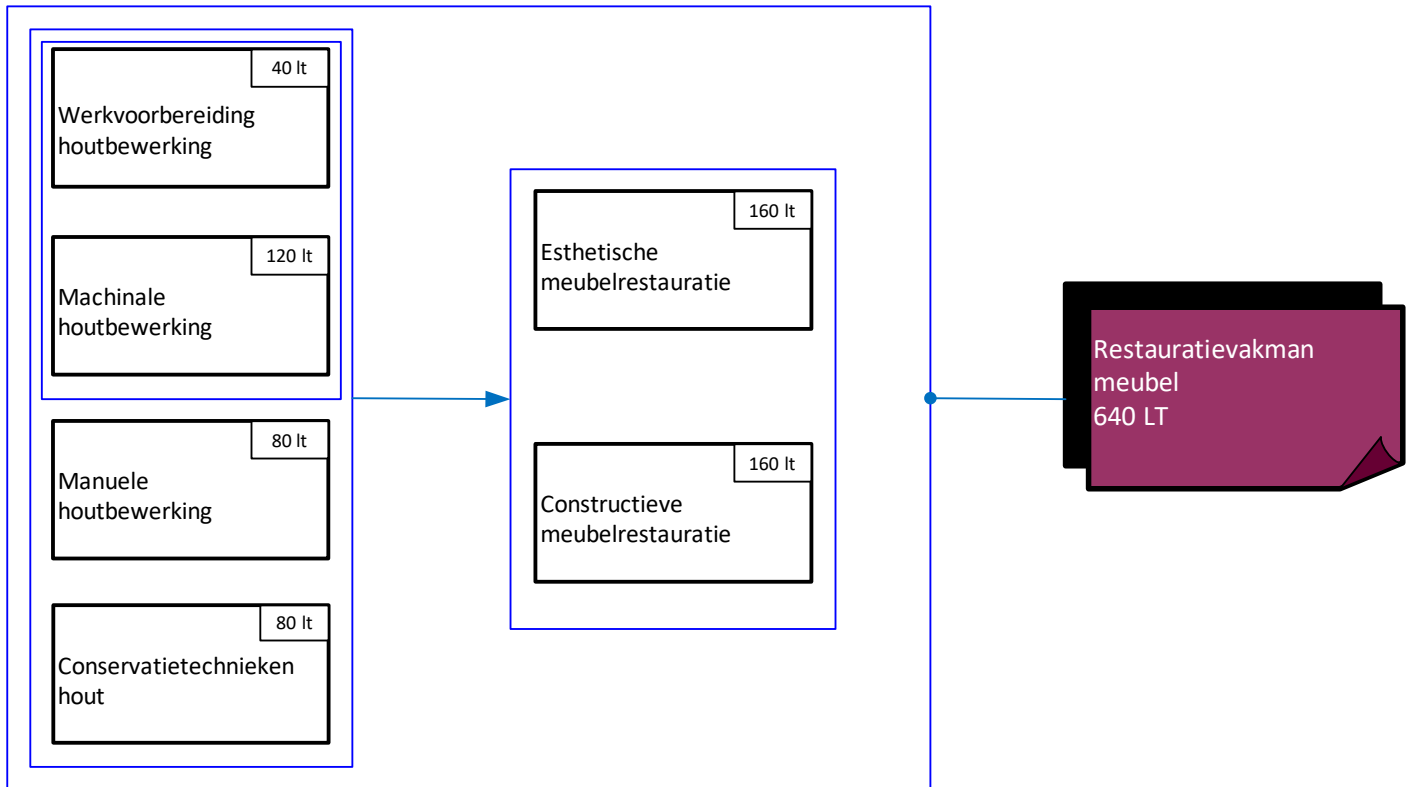 40 lt
Werkvoorbereiding
houtbewerking
120 lt
Machinale
houtbewerking
80 lt
Manuele
houtbewerking
80 lt
Conservatietechnieken
hout
160 lt
Esthetische
meubelrestauratie
160 lt
Constructieve
meubelrestauratie
Restauratievakman
meubel
640 LT